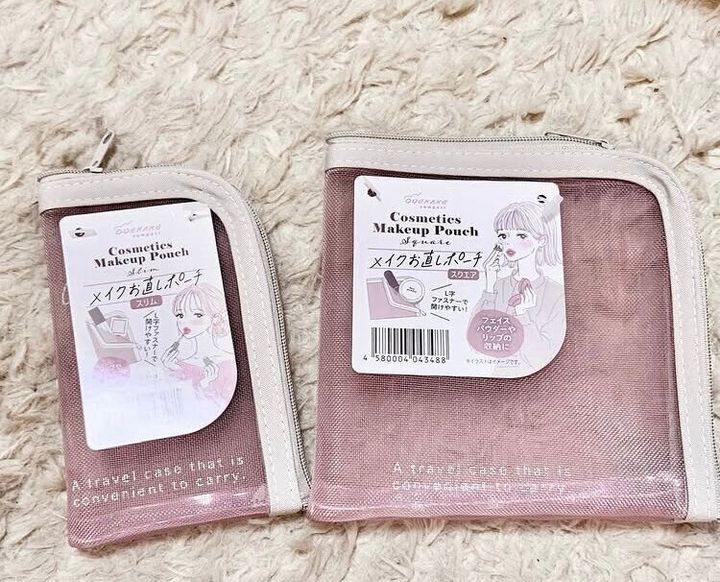 ODEKAKE
compact
Cosmetics
Makeup Pouch
Slim
メイクお直しポーチ
スリム
L字
ファスナーで
開けやすい!
A travel case that is
convenient to carry.
ODEKAKE
compact
Cosmetics
Makeup Pouch
Square
メイクお直しポーチ
スクエア
L字
ファスナーで
開けやすい!
フェイス
パウダーや
リップの
収納に
※イラストはイメージです。
4 580004 043488
A travel case that is
convenient to carry.